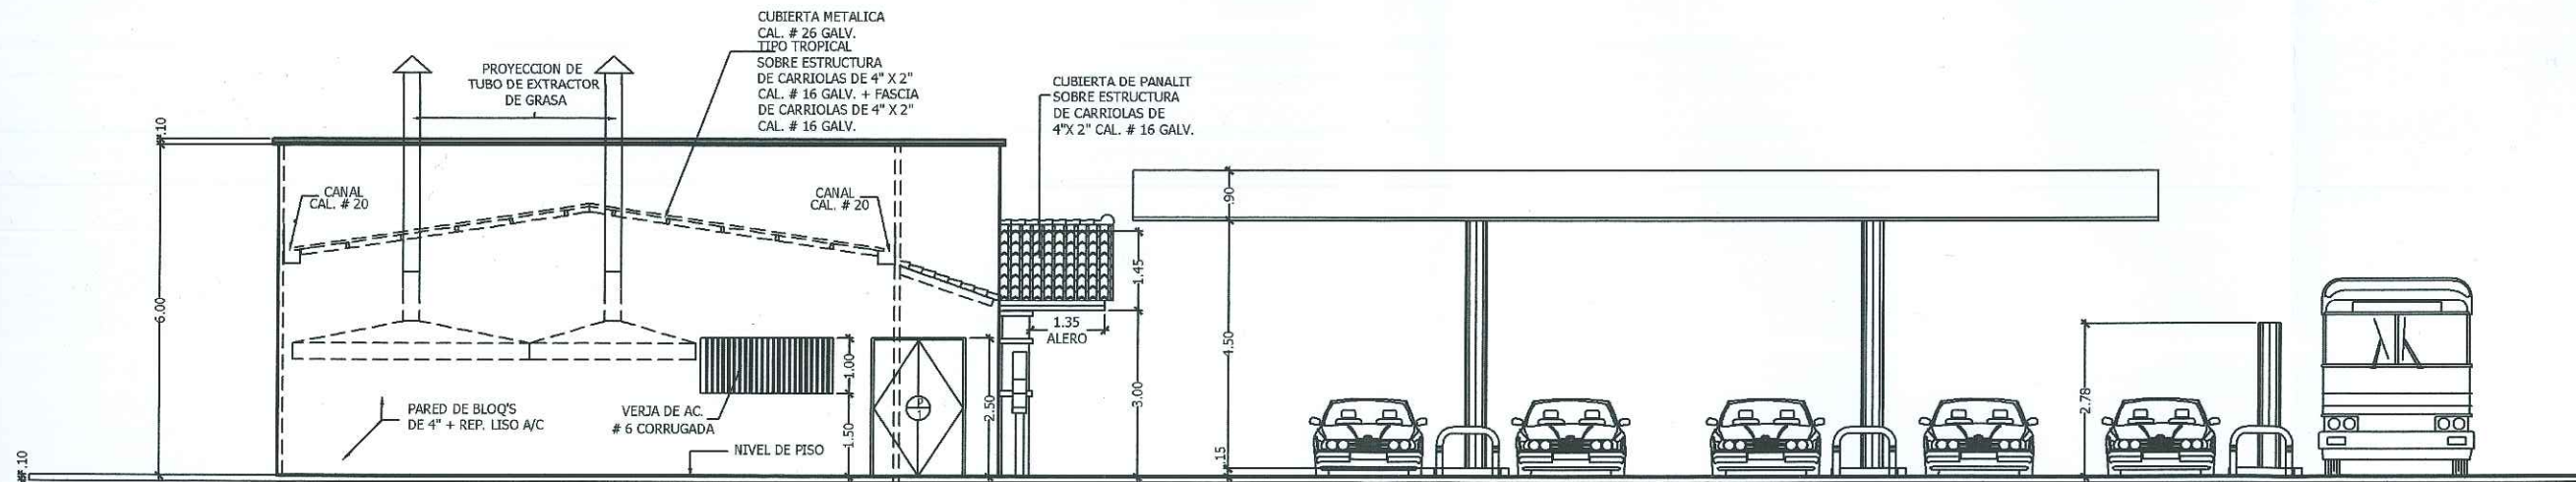 CUBIERTA METALICA
CAL. # 26 GALV.
TIPO TROPICAL
SOBRE ESTRUCTURA
DE CARRIOLAS DE 4" X 2"
CAL. # 16 GALV. + FASCIA
DE CARRIOLAS DE 4" X 2"
CAL. # 16 GALV.
PROYECCION DE
TUBO DE EXTRACTOR
DE GRASA
CUBIERTA DE PANALIT
SOBRE ESTRUCTURA
DE CARRIOLAS DE
4"X 2" CAL. # 16 GALV.
.10
6.00
CANAL
CAL. # 20
CANAL
CAL. # 20
.90
1.45
1.35
ALERO
4.50
3.00
2.78
1.00
2.50
1.50
P
1
PARED DE BLOQ'S
DE 4" + REP. LISO A/C
VERJA DE AC.
# 6 CORRUGADA
NIVEL DE PISO
.15
.10